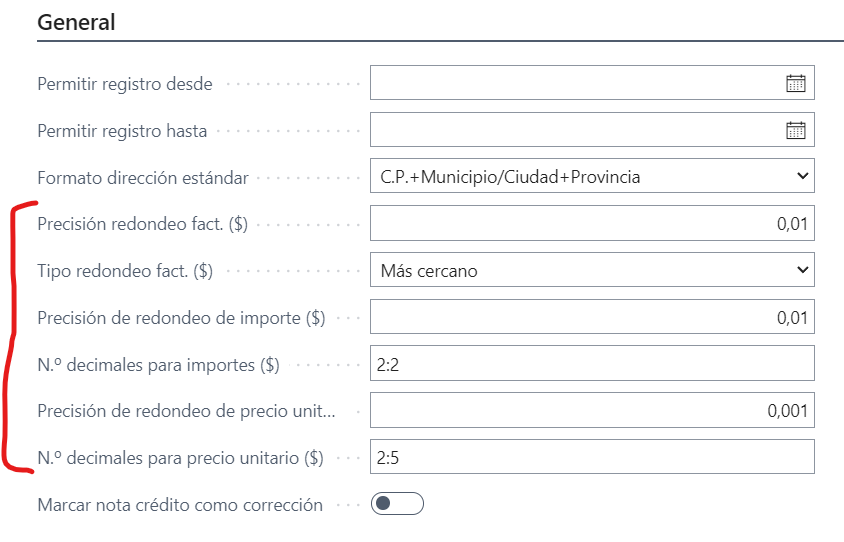 General
Permitir registro desde
Permitir registro hasta
Formato dirección estándar C.P.+Municipio/Ciudad+Provincia
Precisión redondeo fact. ($) 0,01
Tipo redondeo fact. ($) Más cercano
Precisión de redondeo de importe ($) 0,01
N.º decimales para importes ($) 2:2
Precisión de redondeo de precio unit... 0,001
N.º decimales para precio unitario ($) 2:5
Marcar nota crédito como corrección